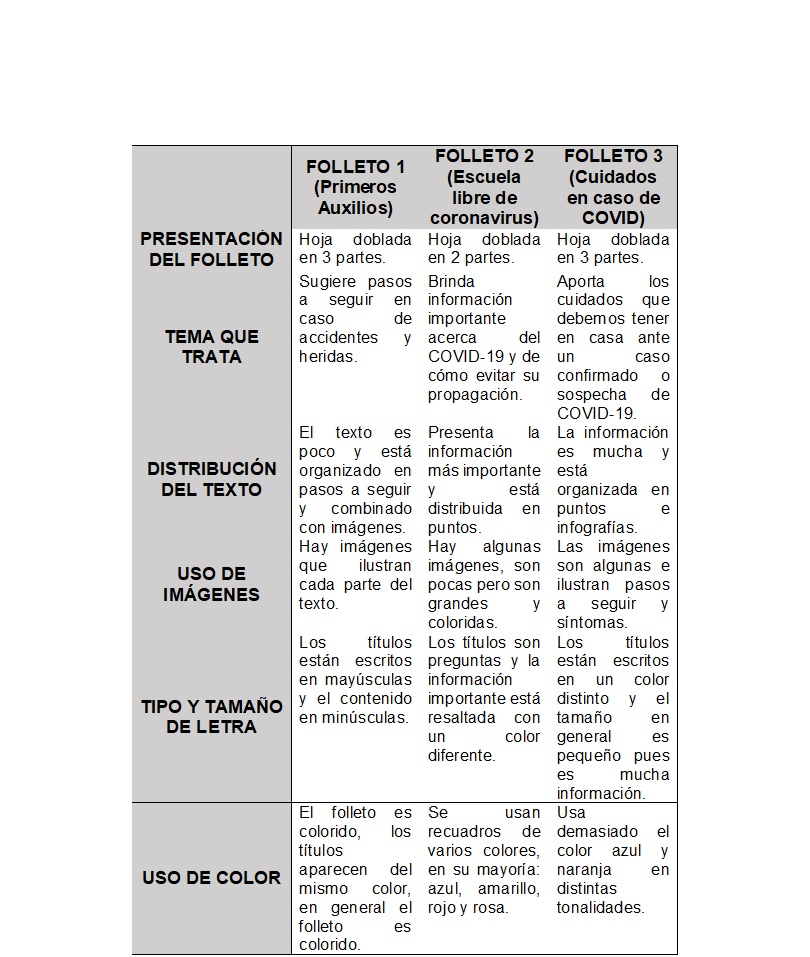 FOLLETO 1
(Primeros
Auxilios)
FOLLETO 2
(Escuela
libre de
coronavirus)
FOLLETO 3
(Cuidados
en caso de
COVID)
PRESENTACIÓN
DEL FOLLETO
Hoja doblada
en 3 partes.
Hoja doblada
en 2 partes.
Hoja doblada
en 3 partes.
TEMA QUE
TRATA
Sugiere pasos
a seguir en
caso de
accidentes y
heridas.
Brinda
información
importante
acerca del
COVID-19 y de
cómo evitar su
propagación.
Aporta los
cuidados que
debemos tener
en casa ante
un caso
confirmado o
sospecha de
COVID-19.
DISTRIBUCIÓN
DEL TEXTO
El texto es
poco y está
organizado en
pasos a seguir
y combinado
con imágenes.
Presenta la
información
más importante
y está
distribuida en
puntos.
La información
es mucha y
está
organizada en
puntos e
infografías.
USO DE
IMÁGENES
Hay imágenes
que ilustran
cada parte del
texto.
Hay algunas
imágenes, son
pocas pero son
grandes y
coloridas.
Las imágenes
son algunas e
ilustran pasos
a seguir y
síntomas.
TIPO Y TAMAÑO
DE LETRA
Los títulos
están escritos
en mayúsculas
y el contenido
en minúsculas.
Los títulos son
preguntas y la
información
importante está
resaltada con
un color
diferente.
Los títulos
están escritos
en un color
distinto y el
tamaño en
general es
pequeño pues
es mucha
información.
USO DE COLOR
El folleto es
colorido, los
títulos
aparecen del
mismo color,
en general el
folleto es
colorido.
Se usan
recuadros de
varios colores,
en su mayoría:
azul, amarillo,
rojo y rosa.
Usa
demasiado el
color azul y
naranja en
distintas
tonalidades.